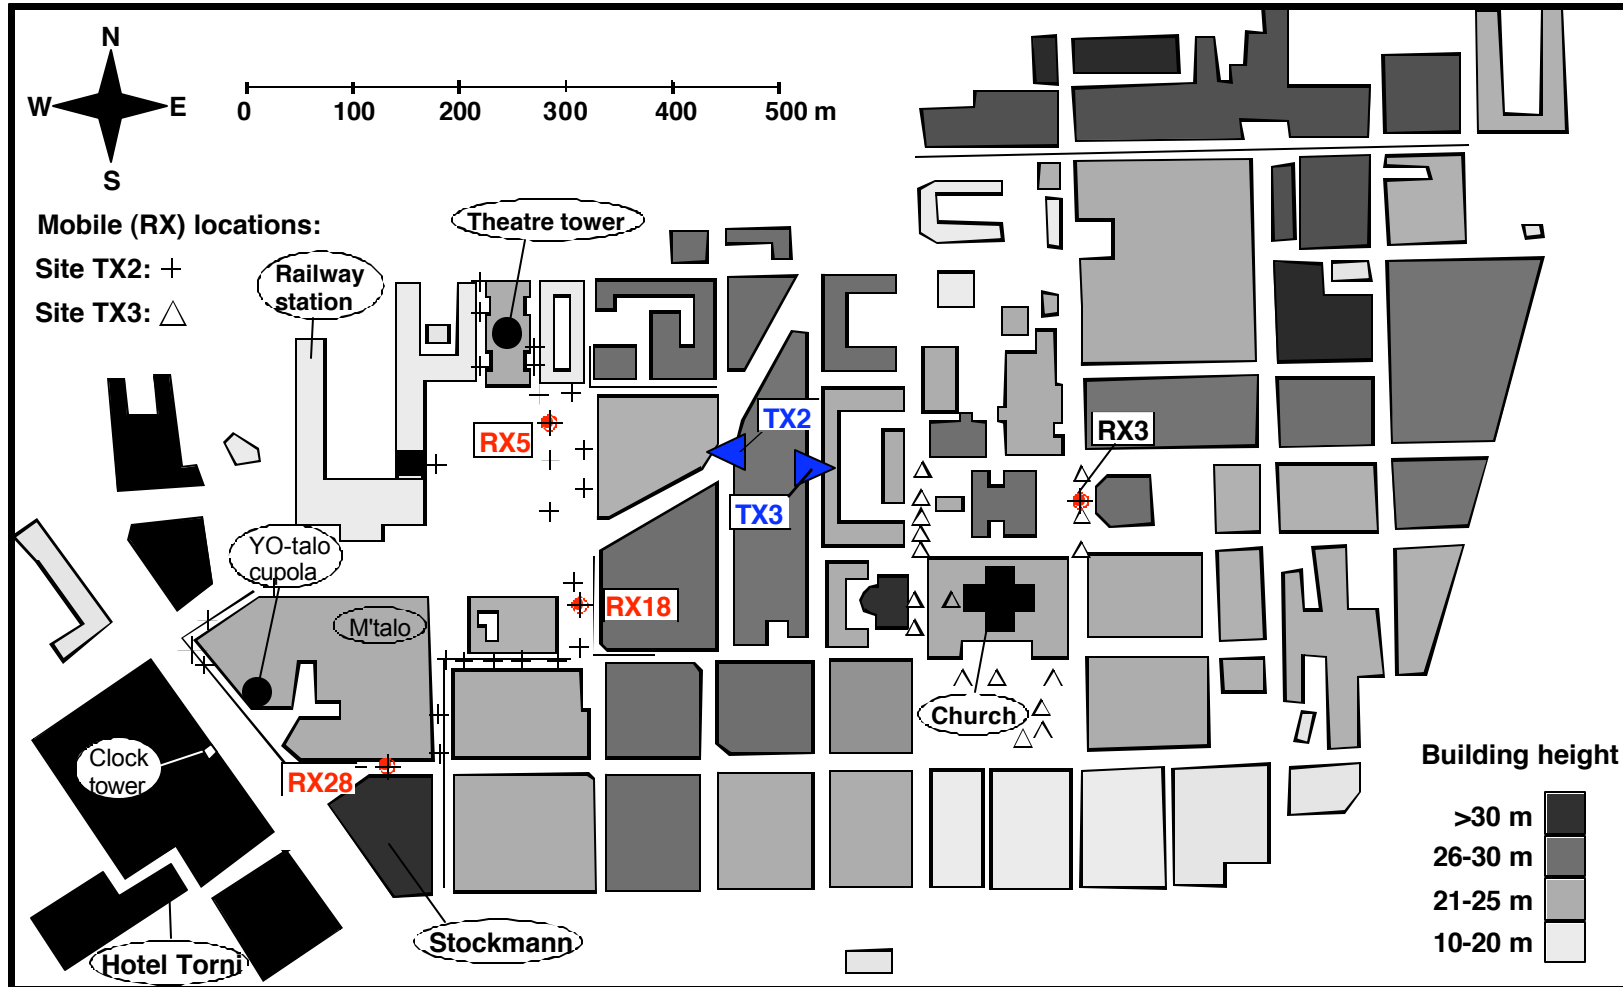 N
W E
S
0 100 200 300 400 500 m
Mobile (RX) locations:
Site TX2:
Site TX3:
Theatre tower
Railway
station
TX2
RX5
RX3
TX3
YO-talo
cupola
M'talo
RX18
Church
Clock
tower
RX28
Stockmann
Hotel Torni
Building height
>30 m
26-30 m
21-25 m
10-20 m